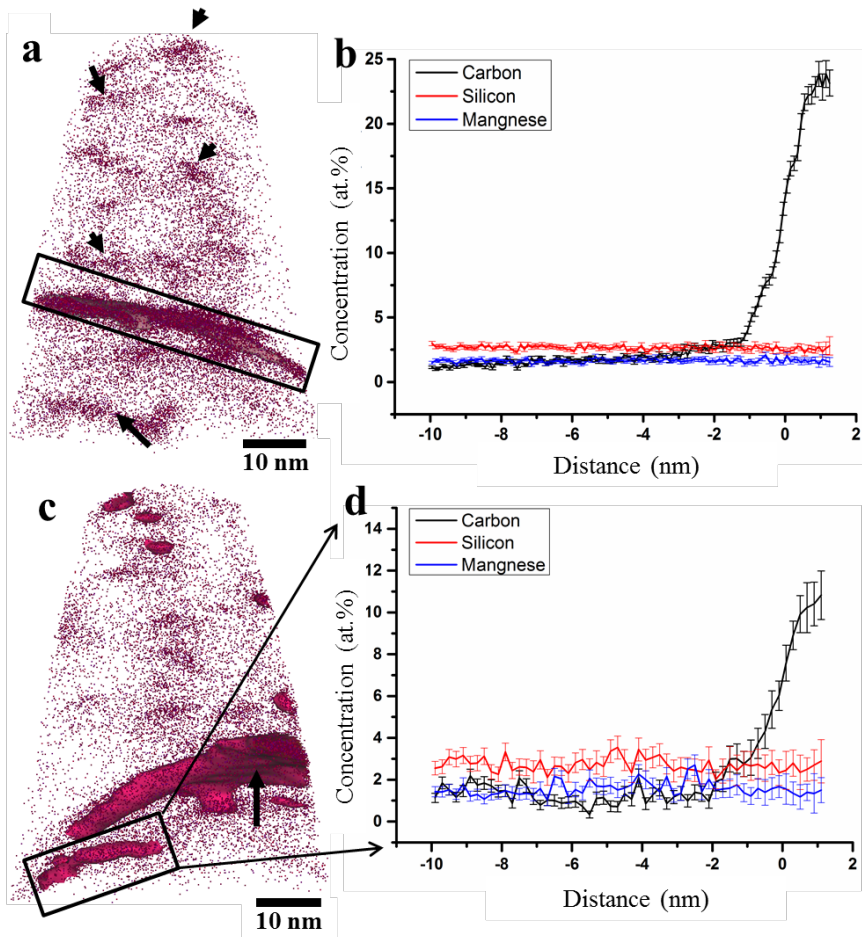 a
10 nm
b
Carbon
Silicon
Mangnese
Concentration (at.%)
25
20
15
10
5
0
-10 -8 -6 -4 -2 0 2
Distance (nm)
c
10 nm
d
Carbon
Silicon
Mangnese
Concentration (at.%)
14
12
10
8
6
4
2
0
-10 -8 -6 -4 -2 0 2
Distance (nm)